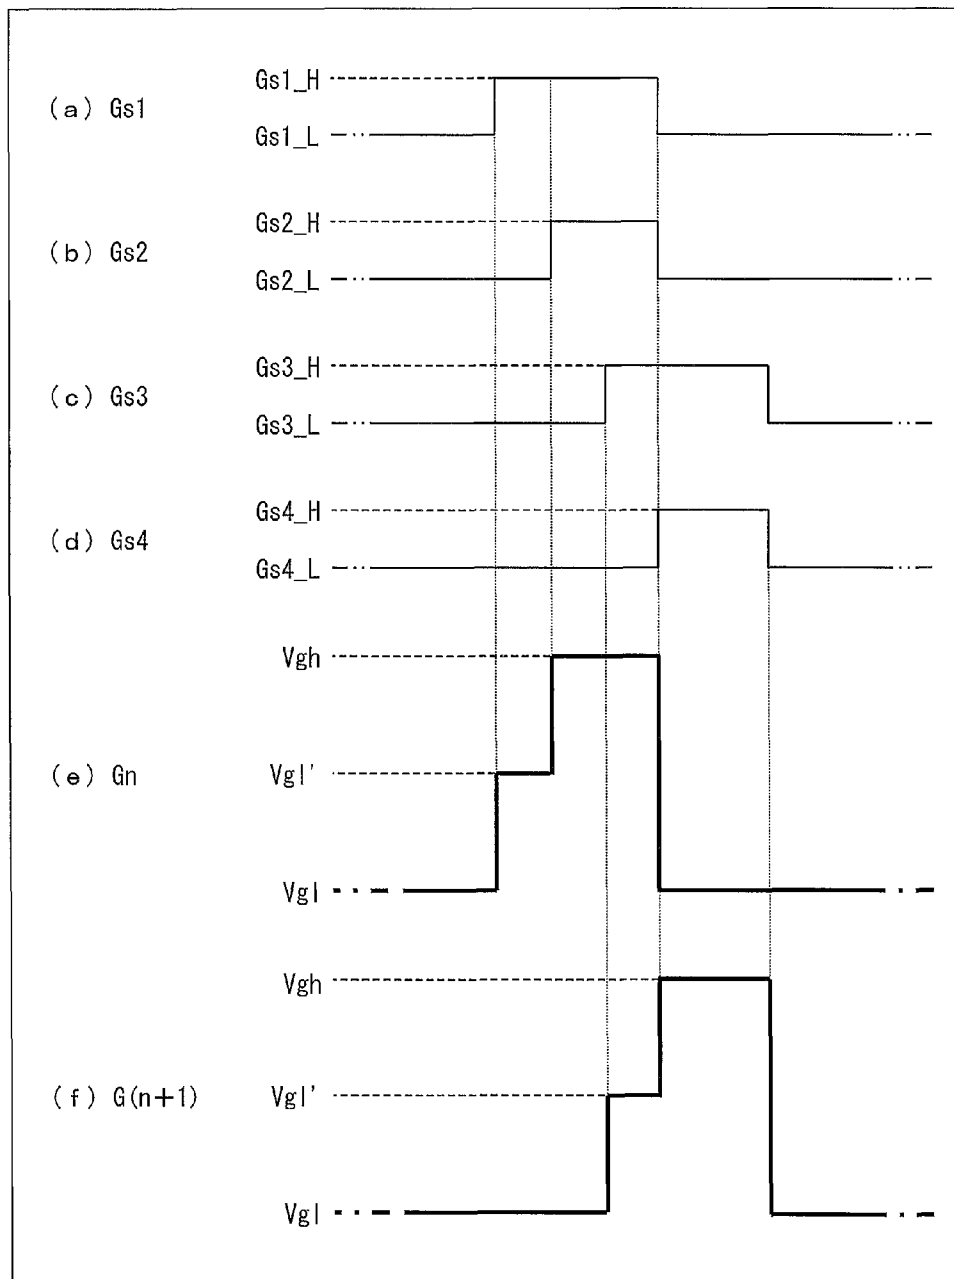 Gs1_H
(a) Gs1
Gs1_L
Gs2_H
(b) Gs2
Gs2_L
Gs3_H
(c) Gs3
Gs3_L
Gs4_H
(d) Gs4
Gs4_L
Vgh
(e) Gn
Vgl'
Vgl
Vgh
(f) G(n+1)
Vgl'
Vgl